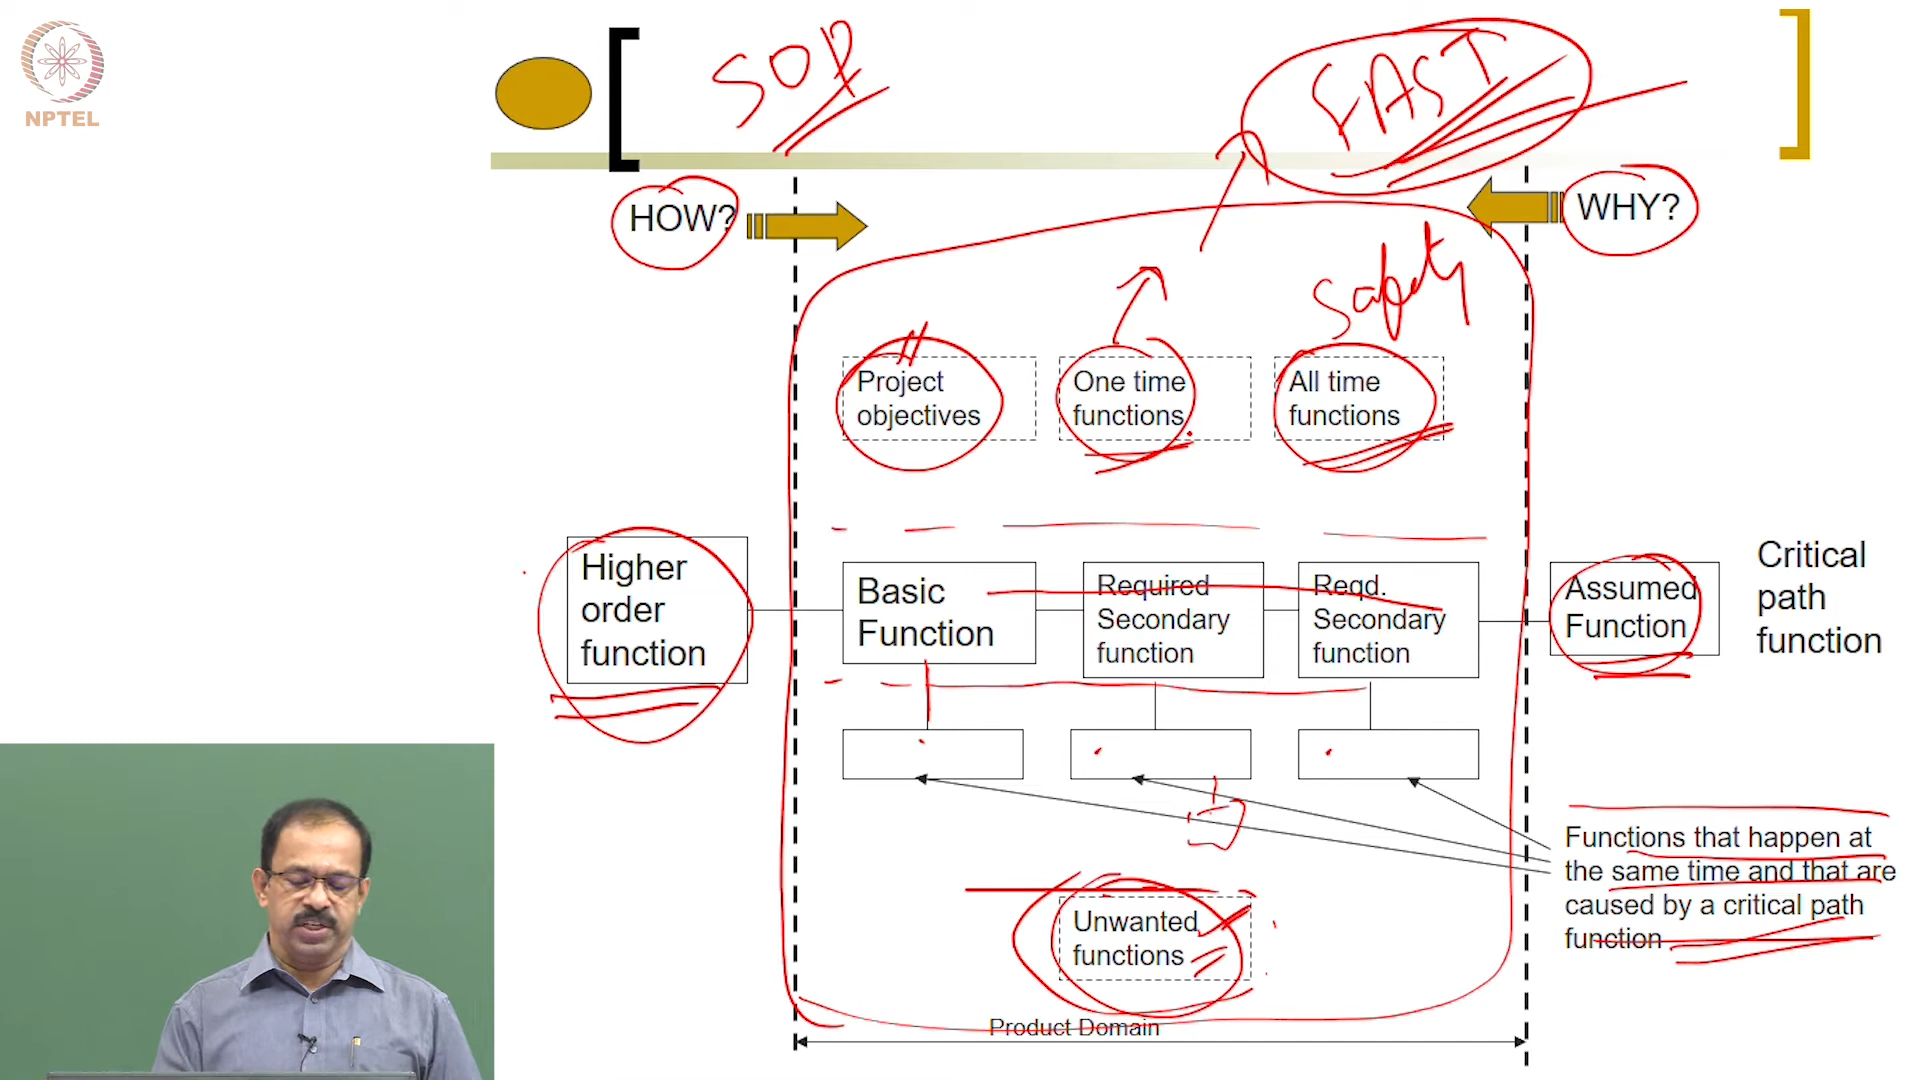 NPTEL
SOP
FAST
HOW?
WHY?
Safety
Project
objectives
One time
functions
All time
functions
Higher
order
function
Basic
Function
Required
Secondary
function
Reqd.
Secondary
function
Assumed
Function
Critical
path
function
Functions that happen at
the same time and that are
caused by a critical path
function
Unwanted
functions
Product Domain